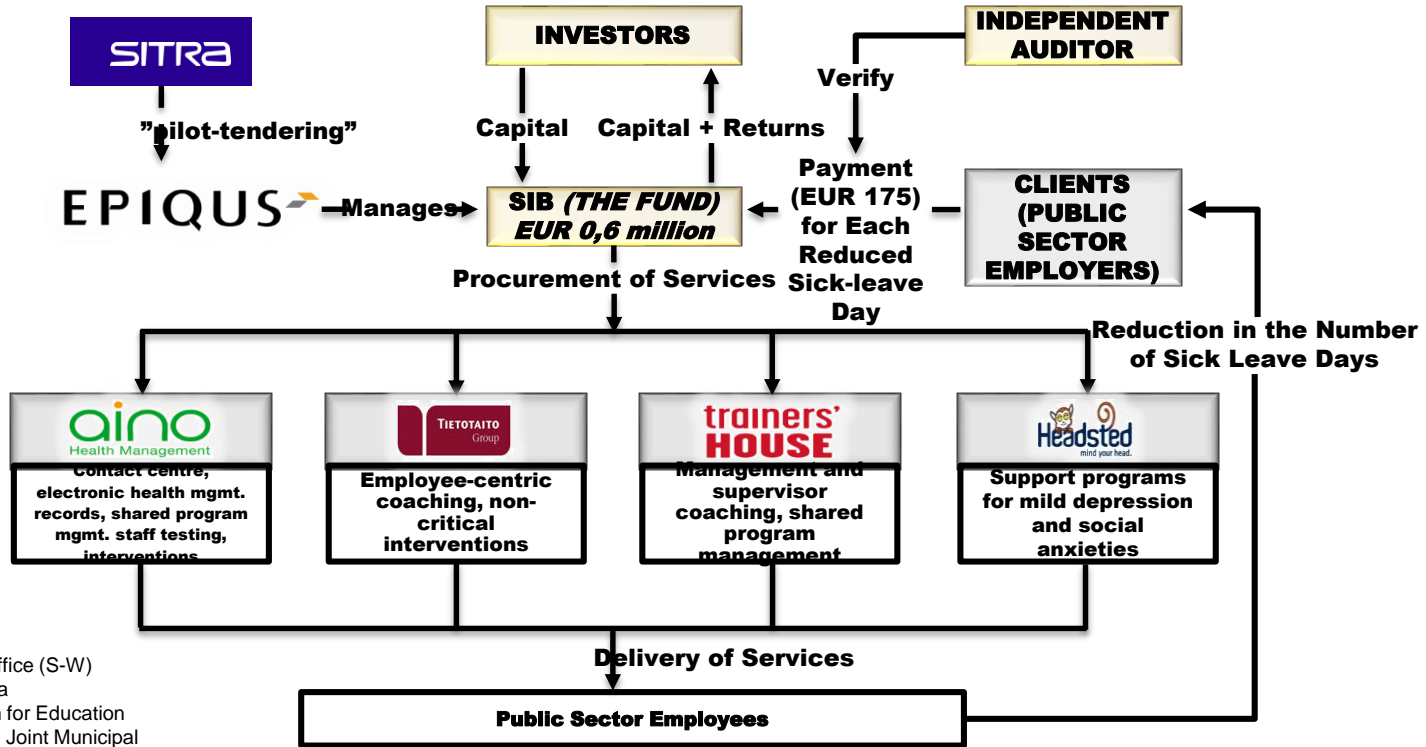 SITRA
INVESTORS
INDEPENDENT
AUDITOR
Verify
"pilot-tendering"
Capital
Capital + Returns
Payment
(EUR 175)
for Each
Reduced
Sick-leave
Day
EPIQUS
Manages
SIB (THE FUND)
EUR 0,6 million
CLIENTS
(PUBLIC
SECTOR
EMPLOYERS)
Procurement of Services
Reduction in the Number
of Sick Leave Days
aino
Health Management
Contact centre,
electronic health mgmt.
records, shared program
mgmt. staff testing,
interventions
TIETOTAITO
Group
Employee-centric
coaching, non-
critical
interventions
trainers'
HOUSE
Management and
supervisor
coaching, shared
program
management
Headsted
mind your head.
Support programs
for mild depression
and social
anxieties
Delivery of Services
Public Sector Employees
ffice (S-W)
a
for Education
Joint Municipal